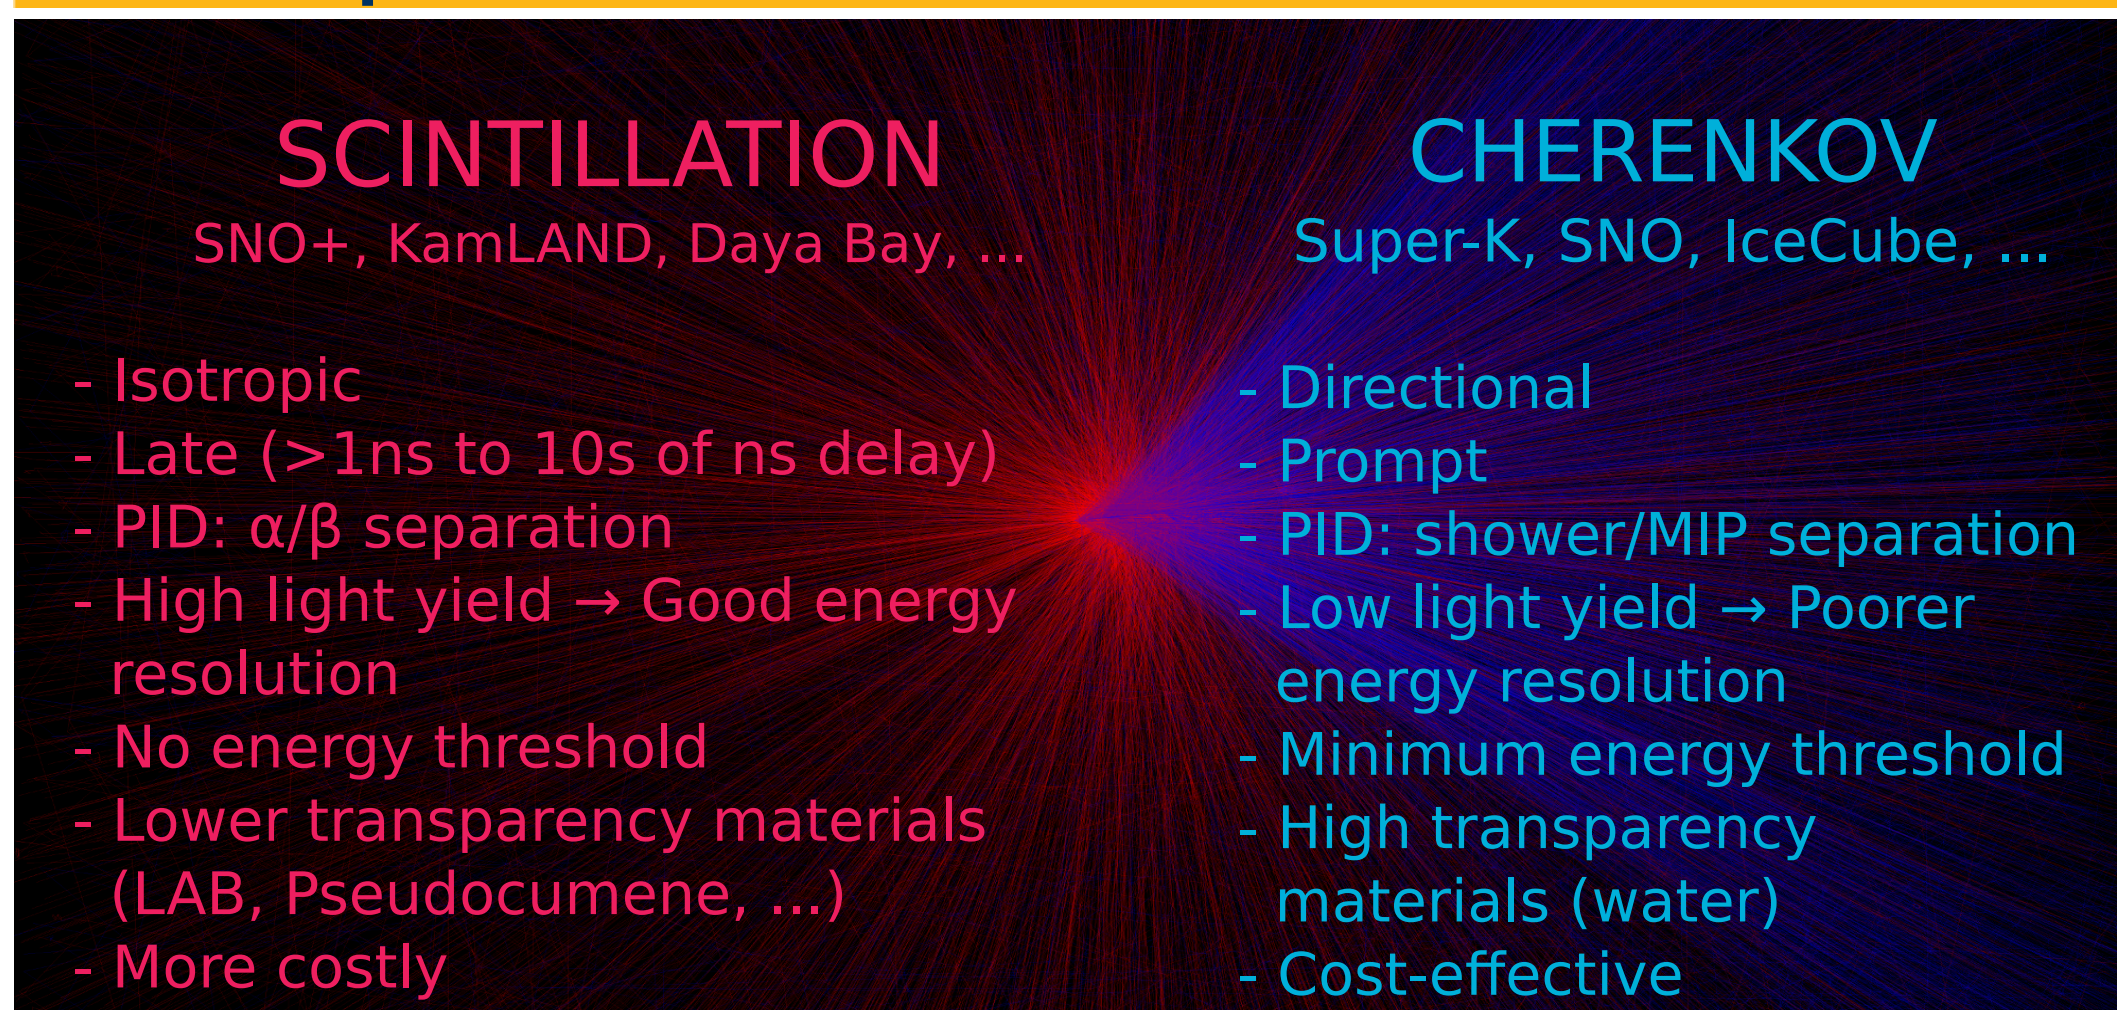 SCINTILLATION
SNO+, KamLAND, Daya Bay, ...
- Isotropic
- Late (>1ns to 10s of ns delay)
- PID: α/β separation
- High light yield → Good energy
resolution
- No energy threshold
- Lower transparency materials
(LAB, Pseudocumene, ...)
- More costly
CHERENKOV
Super-K, SNO, IceCube, ...
- Directional
- Prompt
- PID: shower/MIP separation
- Low light yield → Poorer
energy resolution
- Minimum energy threshold
- High transparency
materials (water)
- Cost-effective